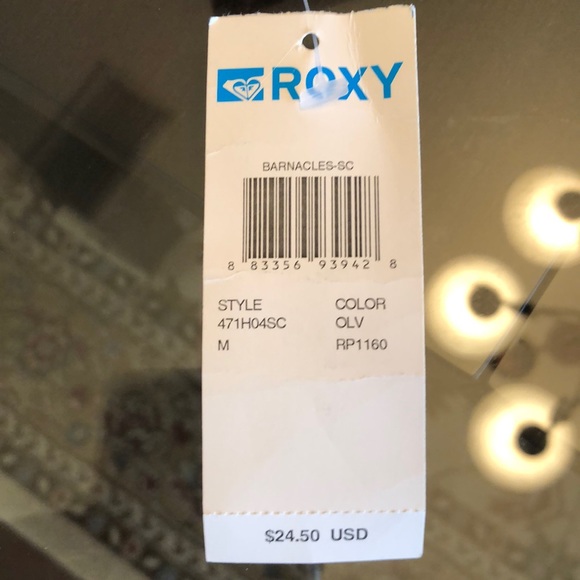 ROXY
BARNACLES-SC
8 83356 93942 8
STYLE COLOR
471H04SC OLV
M RP1160
$24.50 USD